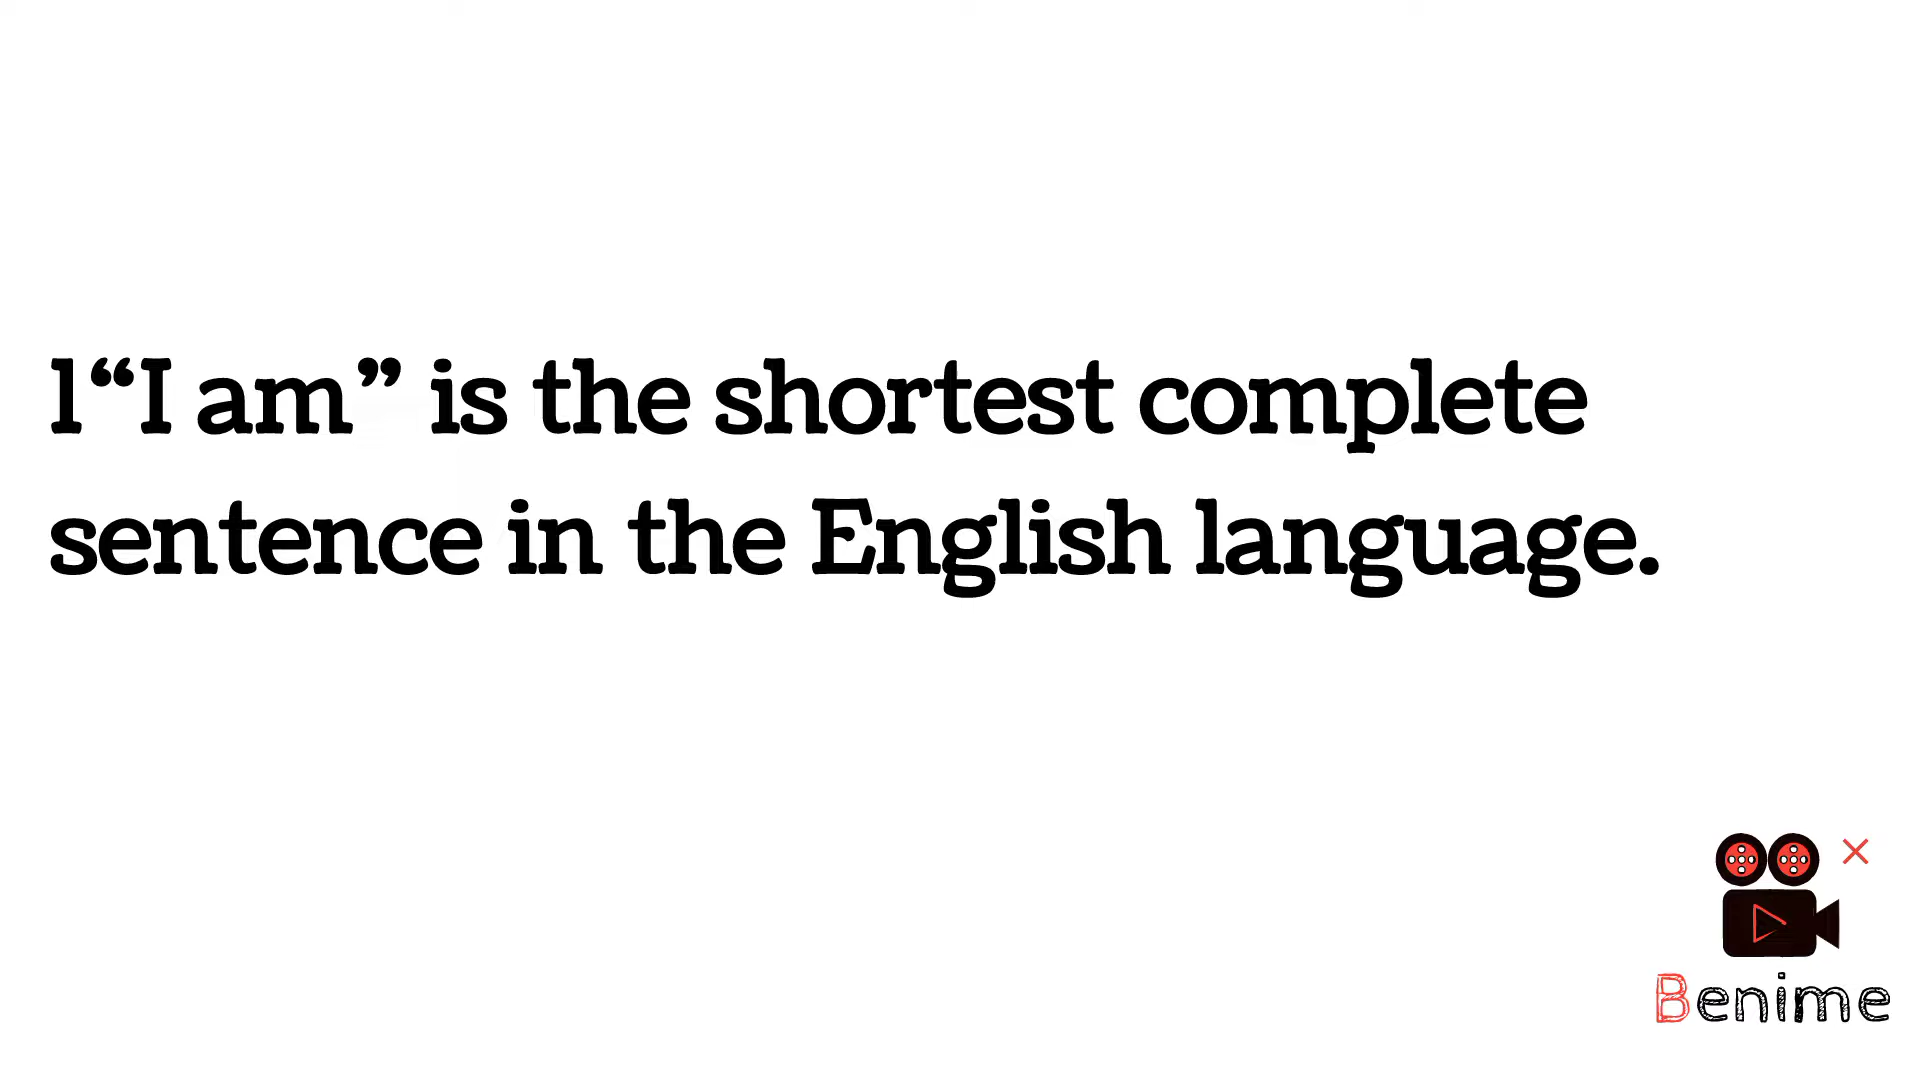 1“I am” is the shortest complete
sentence in the English language.
Benime